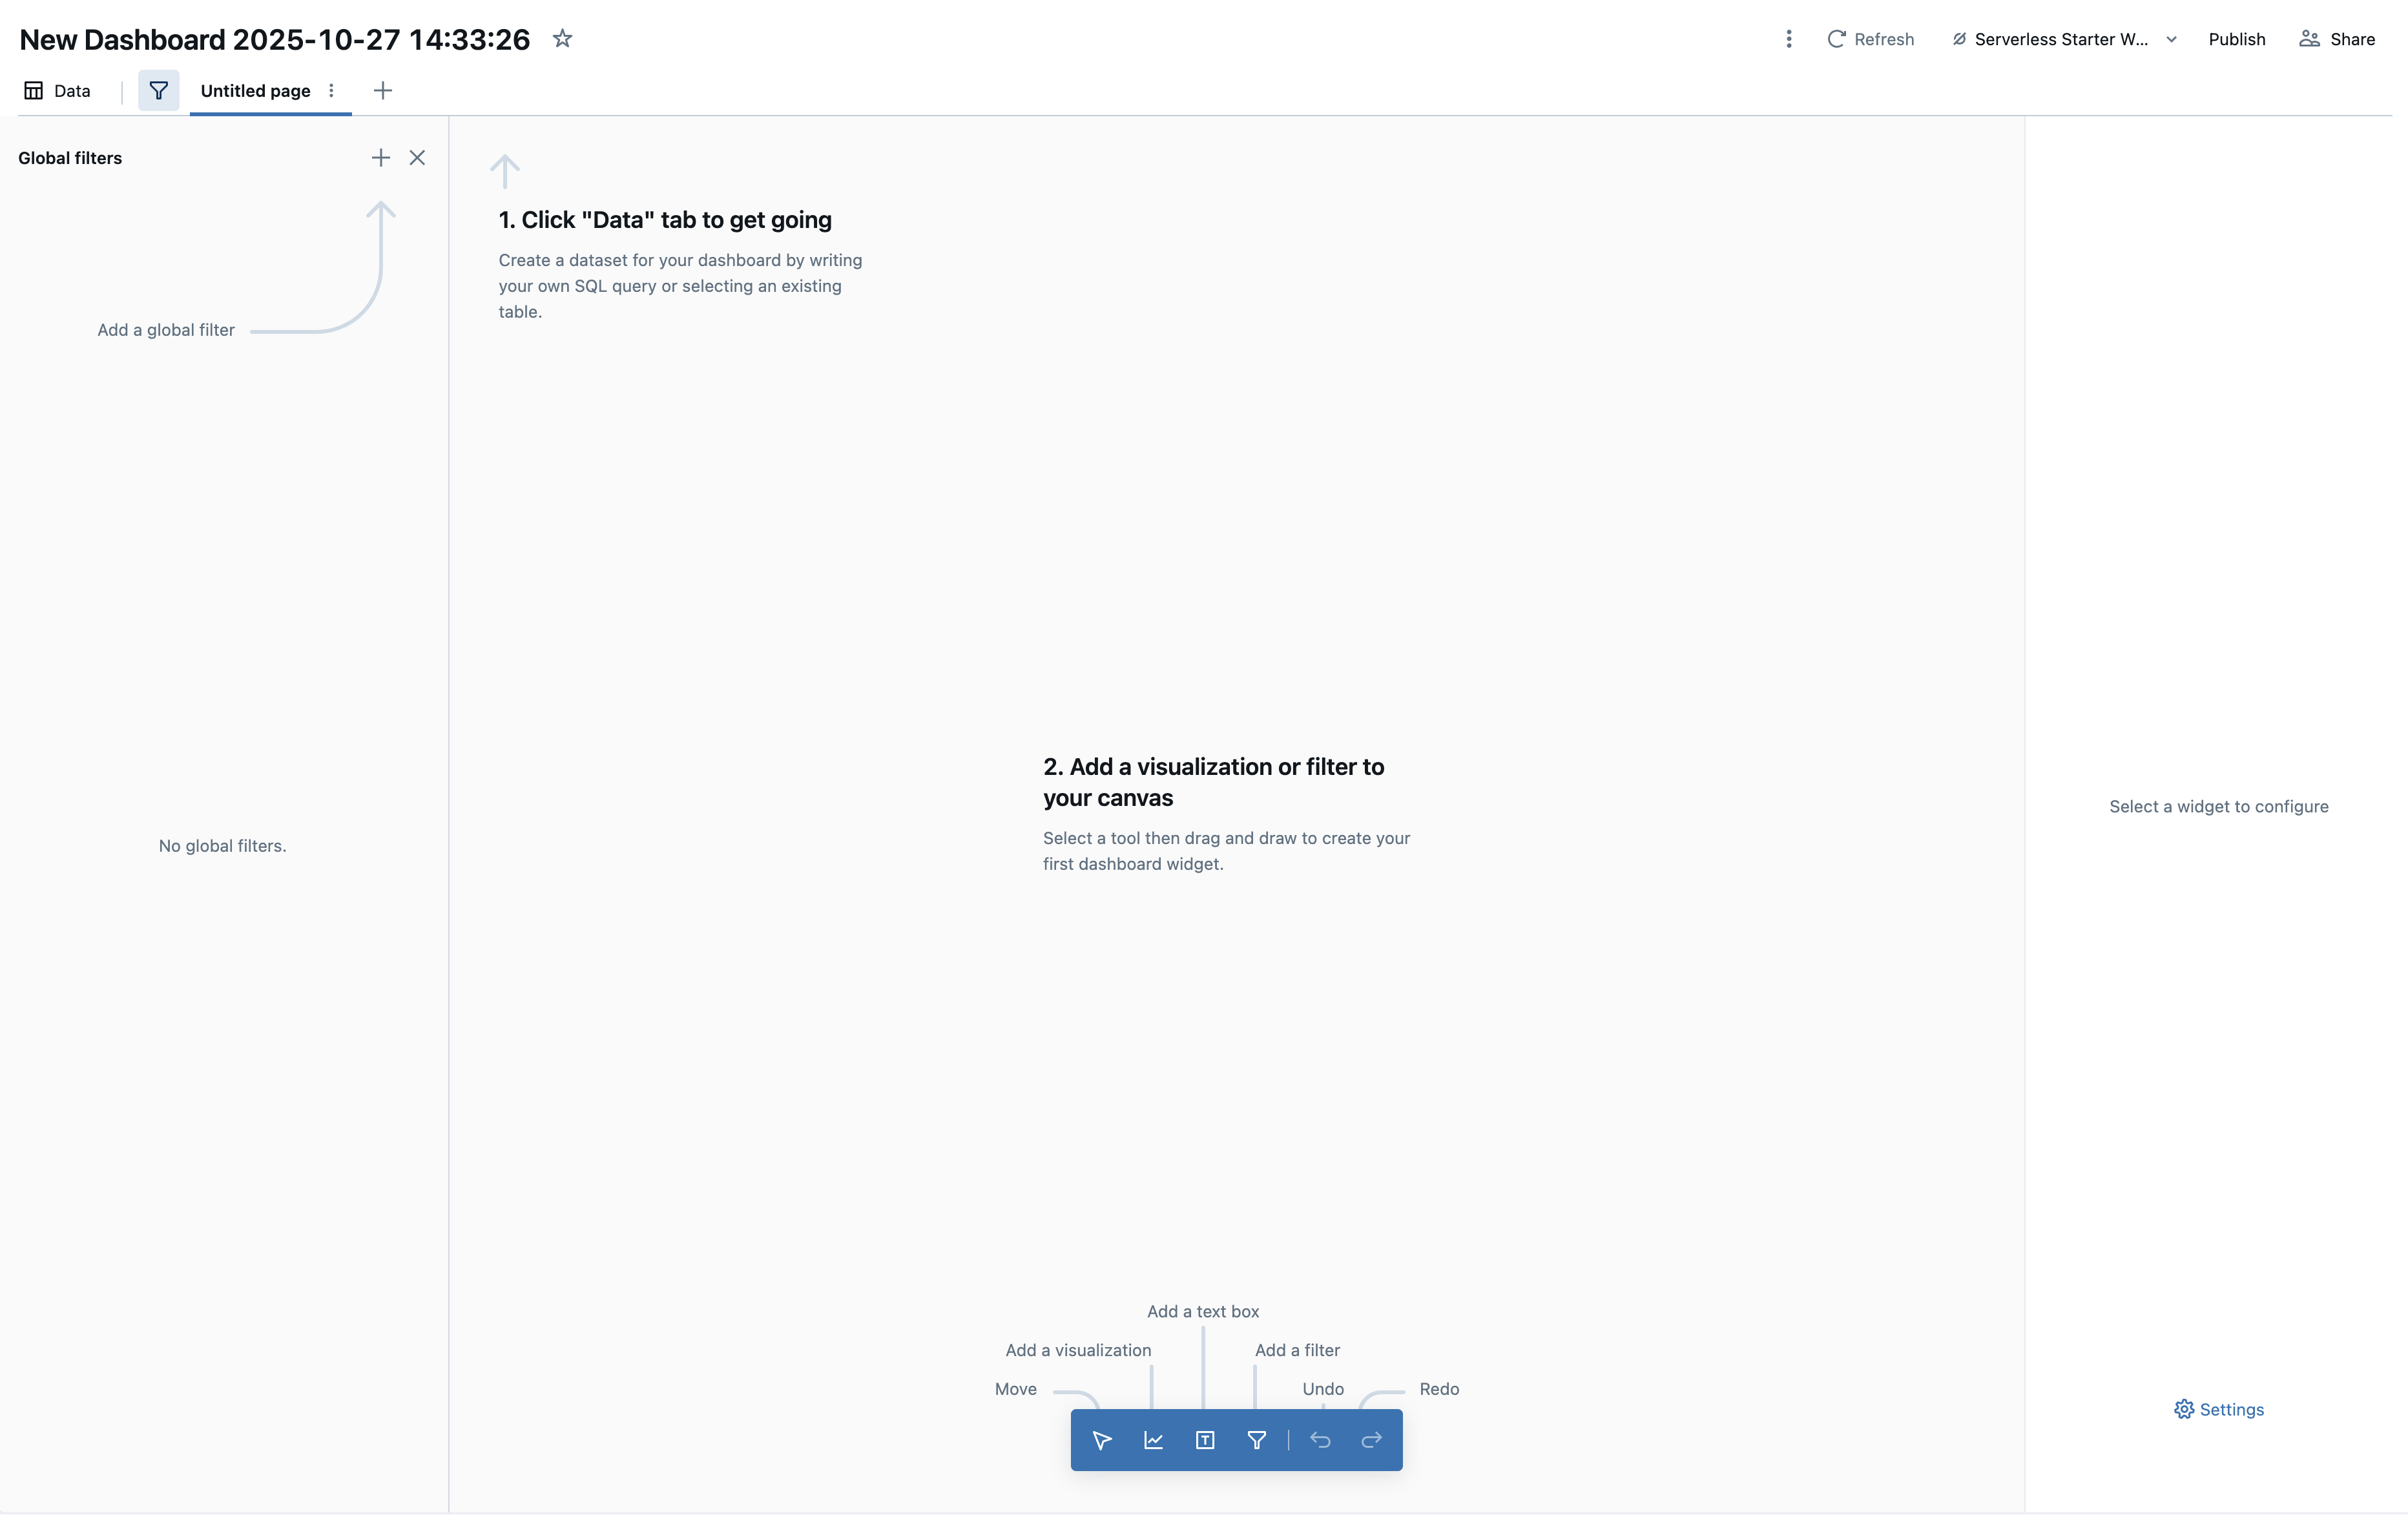 New Dashboard 2025-10-27 14:33:26
Refresh
Serverless Starter W...
Publish
Share
Data
Untitled page
Global filters
Add a global filter
No global filters.
1. Click "Data" tab to get going
Create a dataset for your dashboard by writing
your own SQL query or selecting an existing
table.
2. Add a visualization or filter to
your canvas
Select a tool then drag and draw to create your
first dashboard widget.
Select a widget to configure
Add a text box
Add a visualization
Add a filter
Move
Undo
Redo
T
Settings